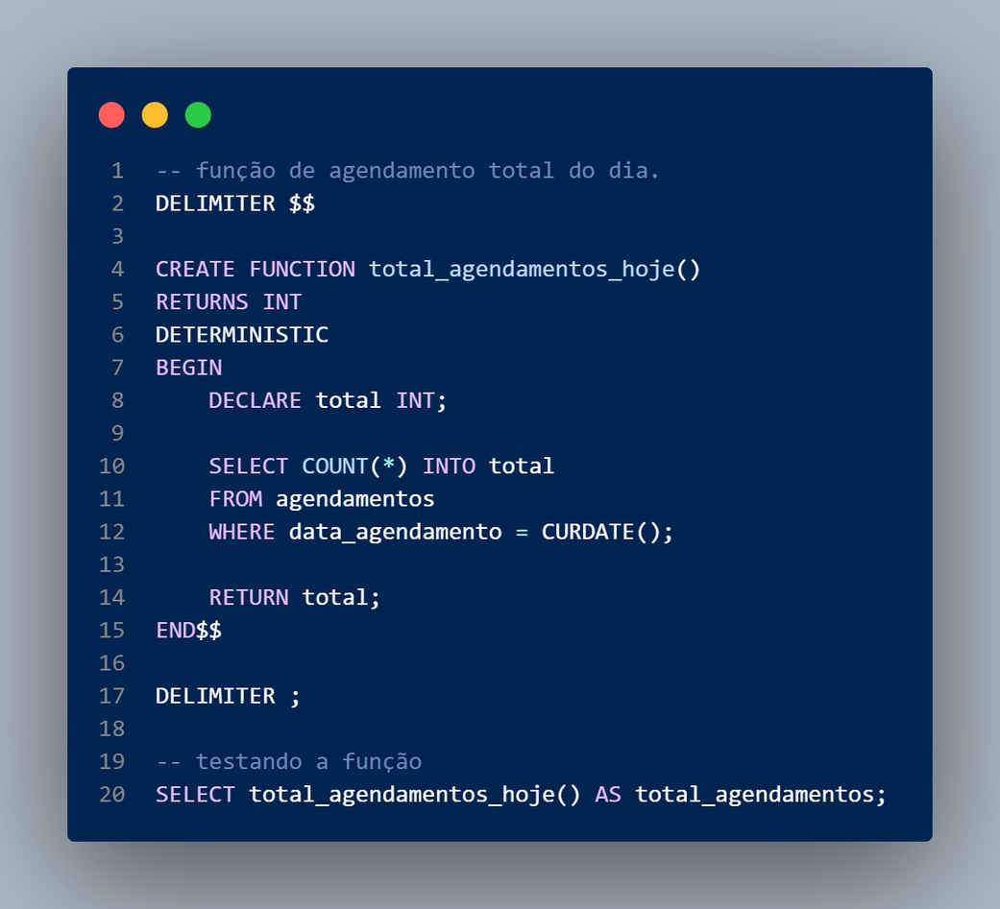 1 -- função de agendamento total do dia.
2 DELIMITER $$
3
4 CREATE FUNCTION total_agendamentos_hoje()
5 RETURNS INT
6 DETERMINISTIC
7 BEGIN
8     DECLARE total INT;
9
10     SELECT COUNT(*) INTO total
11     FROM agendamentos
12     WHERE data_agendamento = CURDATE();
13
14     RETURN total;
15 END$$
16
17 DELIMITER ;
18
19 -- testando a função
20 SELECT total_agendamentos_hoje() AS total_agendamentos;